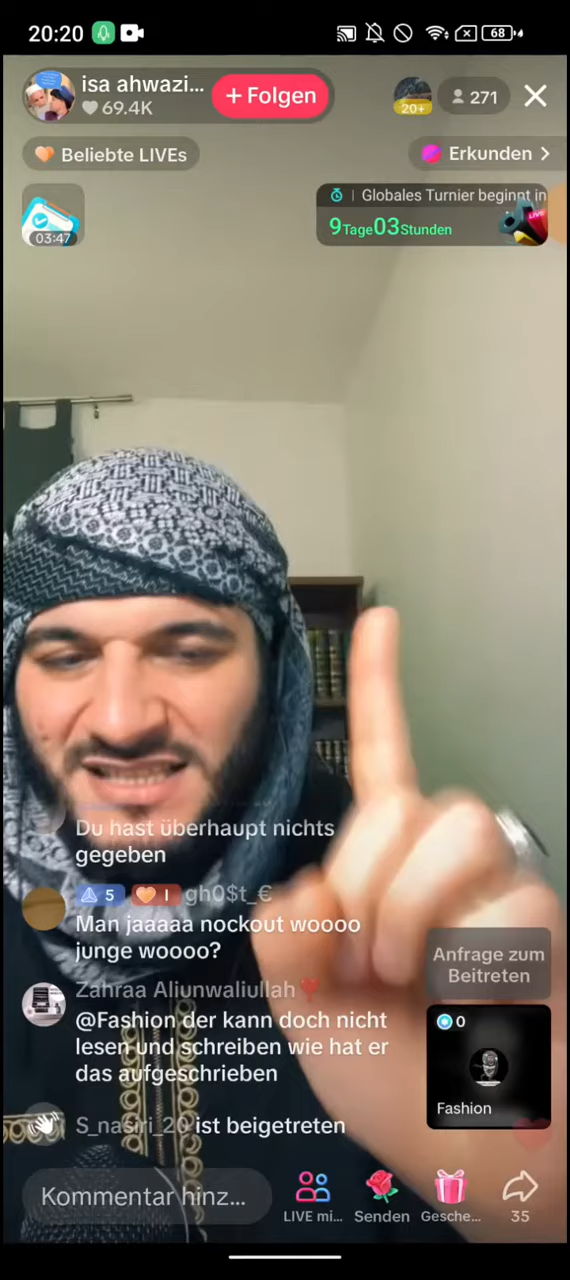 20:20
68
isa ahwazi...
69.4K
+ Folgen
20+
271
Beliebte LIVEs
Erkunden >
03:47
Globales Turnier beginnt in
9Tage03Stunden
LIVE
Du hast überhaupt nichts
gegeben
5
I
gh0$t_€
Man jaaaaa nockout woooo
junge woooo?
Zahraa Aliunwaliullah
@Fashion der kann doch nicht
lesen und schreiben wie hat er
das aufgeschrieben
S_nasiri_20 ist beigetreten
Anfrage zum
Beitreten
0
Fashion
Kommentar hinz...
LIVE mi...
Senden
Gesche...
35